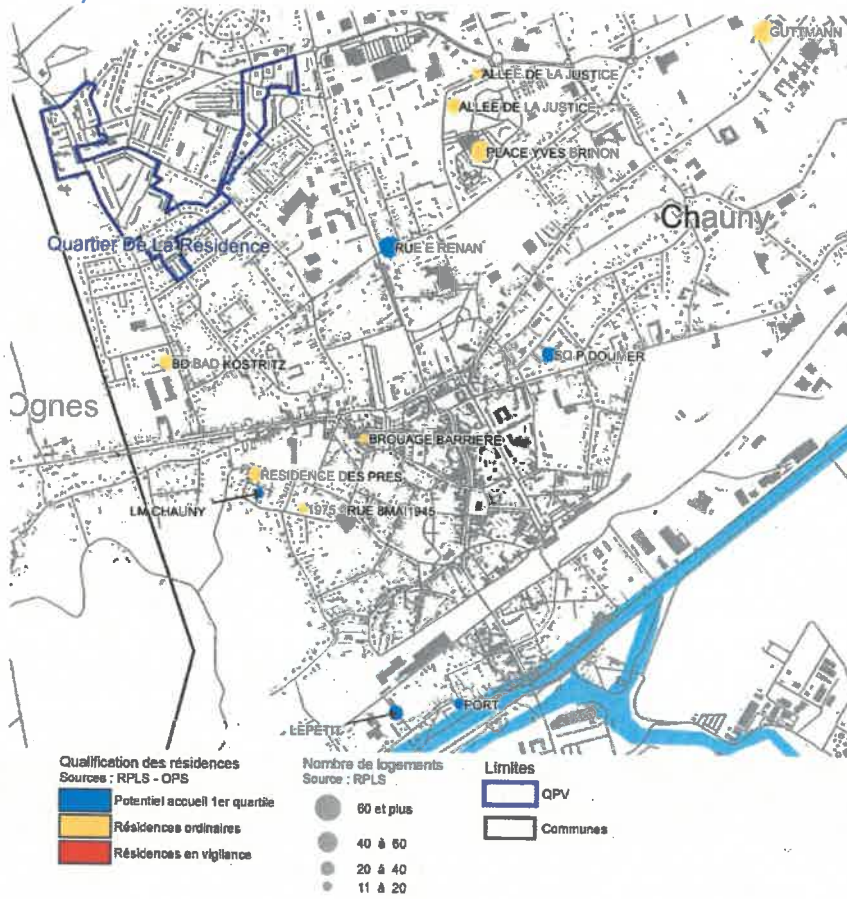 GUTTMANN
ALLEE DE LA JUSTICE
ALLEE DE LA JUSTICE
PLACE YVES BRINON
Chauny
Quartier De La Résidence
RUE E RENAN
SQ P DOUMER
BD BAD KOSTRITZ
Ognes
BROUAGE BARRIERE
RESIDENCE DES PRES
LM CHAUNY
1975 RUE 8MAI1945
PORT
LEPETIT
Qualification des résidences
Sources : RPLS - OPS
Potentiel accueil 1er quartile
Résidences ordinaires
Résidences en vigilance
Nombre de logements
Source : RPLS
60 et plus
40 à 60
20 à 40
11 à 20
Limites
QPV
Communes